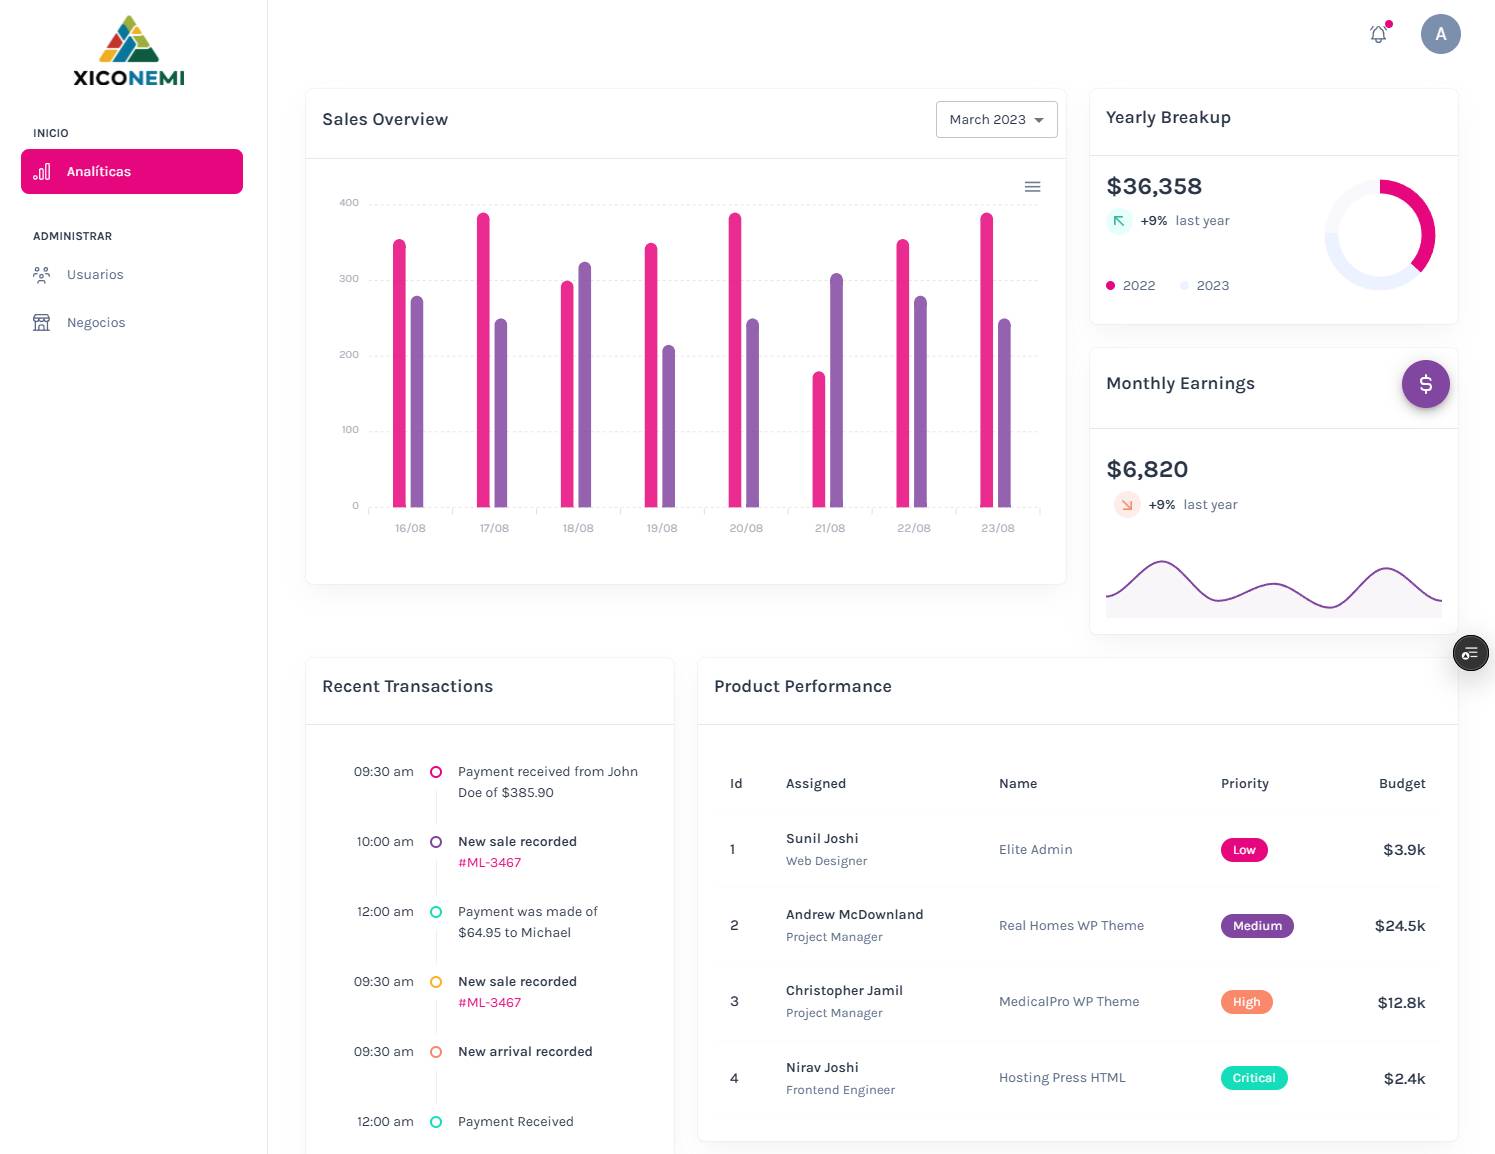 XICONEMI
INICIO
Analíticas
ADMINISTRAR
Usuarios
Negocios
A
Sales Overview
March 2023
400
300
200
100
0
16/08 17/08 18/08 19/08 20/08 21/08 22/08 23/08
Yearly Breakup
$36,358
+9% last year
2022 2023
Monthly Earnings
$
$6,820
+9% last year
Recent Transactions
09:30 am Payment received from John
Doe of $385.90
10:00 am New sale recorded
#ML-3467
12:00 am Payment was made of
$64.95 to Michael
09:30 am New sale recorded
#ML-3467
09:30 am New arrival recorded
12:00 am Payment Received
Product Performance
Id Assigned Name Priority Budget
1 Sunil Joshi Elite Admin Low $3.9k
Web Designer
2 Andrew McDownland Real Homes WP Theme Medium $24.5k
Project Manager
3 Christopher Jamil MedicalPro WP Theme High $12.8k
Project Manager
4 Nirav Joshi Hosting Press HTML Critical $2.4k
Frontend Engineer